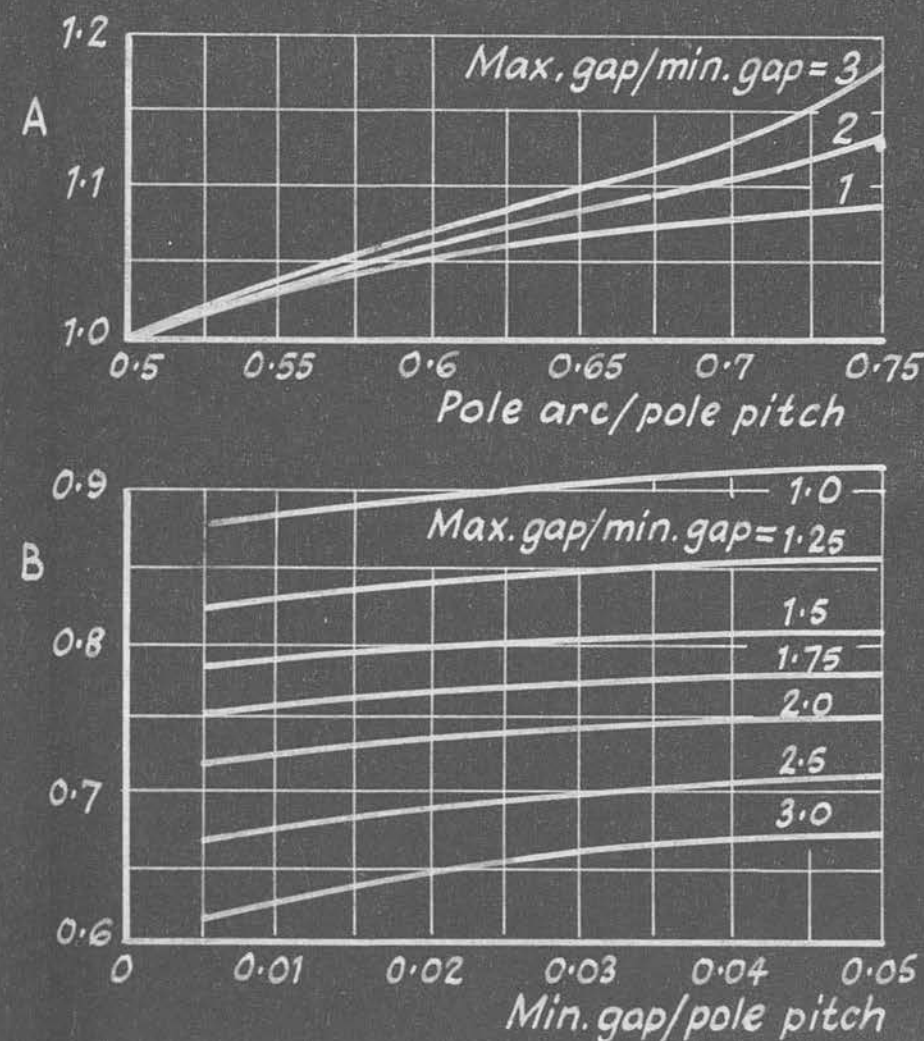 1.2
Max. gap/min. gap = 3
A
2
1.1
1
1.0
0.5 0.55 0.6 0.65 0.7 0.75
Pole arc/pole pitch
0.9
1.0
Max. gap/min. gap = 1.25
B
1.5
0.8
1.75
2.0
2.5
0.7
3.0
0.6
0 0.01 0.02 0.03 0.04 0.05
Min. gap/pole pitch